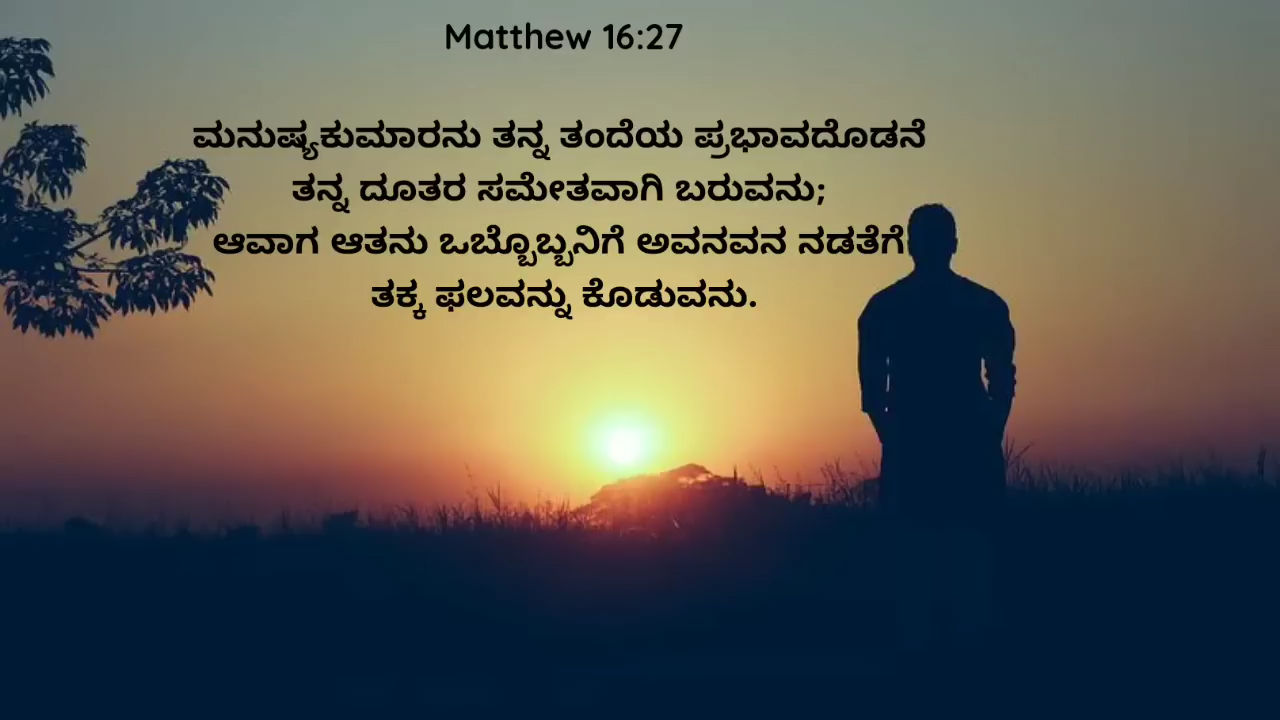 Matthew 16:27
ಮನುಷ್ಯಕುಮಾರನು ತನ್ನ ತಂದೆಯ ಪ್ರಭಾವದೊಡನೆ
ತನ್ನ ದೂತರ ಸಮೇತವಾಗಿ ಬರುವನು;
ಆವಾಗ ಆತನು ಒಬ್ಬೊಬ್ಬನಿಗೆ ಅವನವನ ನಡತೆಗೆ
ತಕ್ಕ ಫಲವನ್ನು ಕೊಡುವನು.